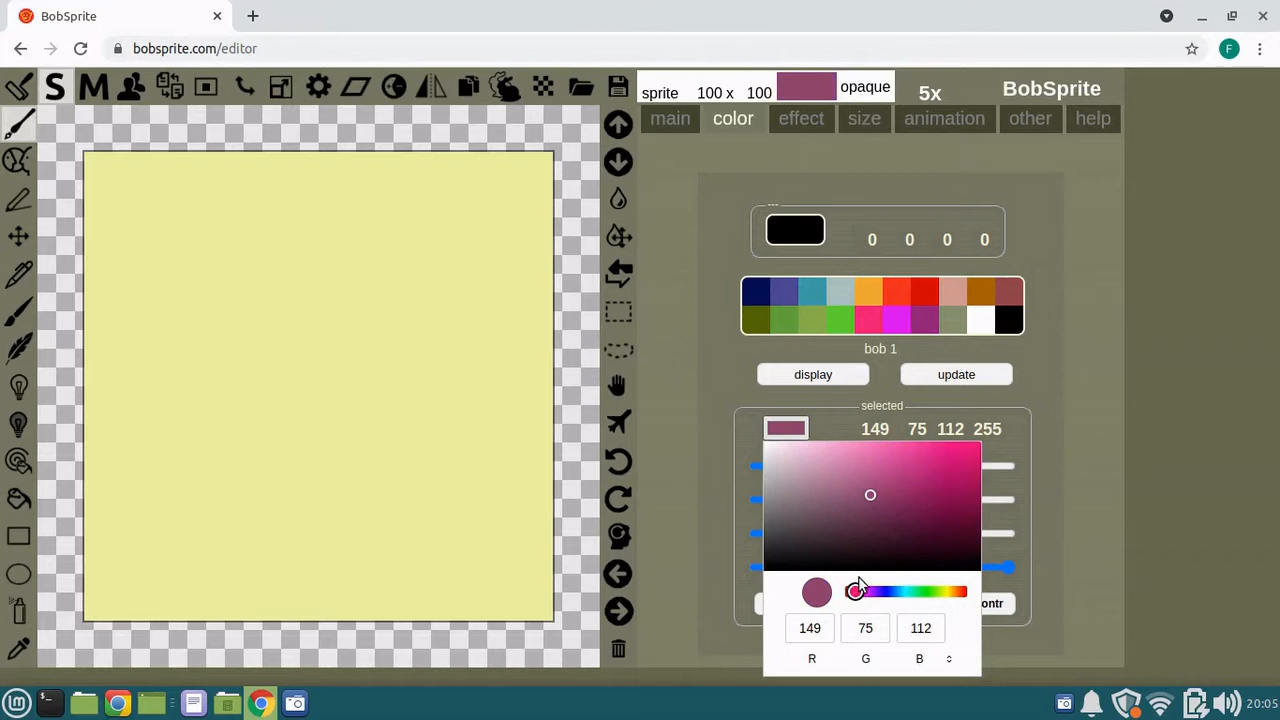 BobSprite
bobsprite.com/editor
F
S M
sprite 100 x 100 opaque 5x BobSprite
main color effect size animation other help
---
0 0 0 0
bob 1
display update
selected
149 75 112 255
ontr
149 75 112
R G B
20:05